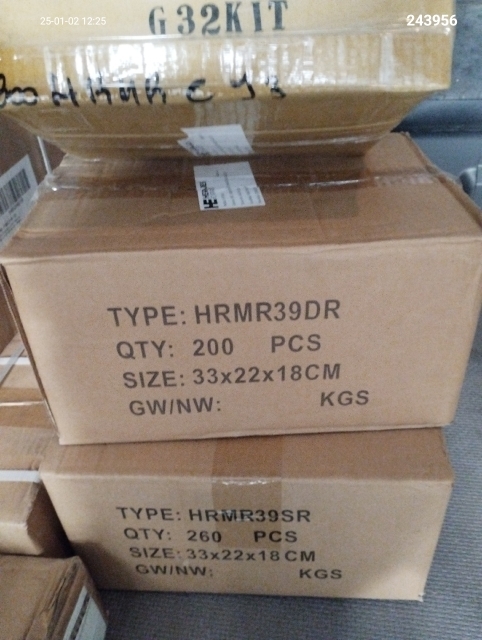 25-01-02 12:25
243956
G32KIT
TYPE: HRMR39DR
QTY: 200 PCS
SIZE: 33x22x18CM
GW/NW: KGS
TYPE: HRMR39SR
QTY: 260 PCS
SIZE: 33x22x18CM
GW/NW: KGS